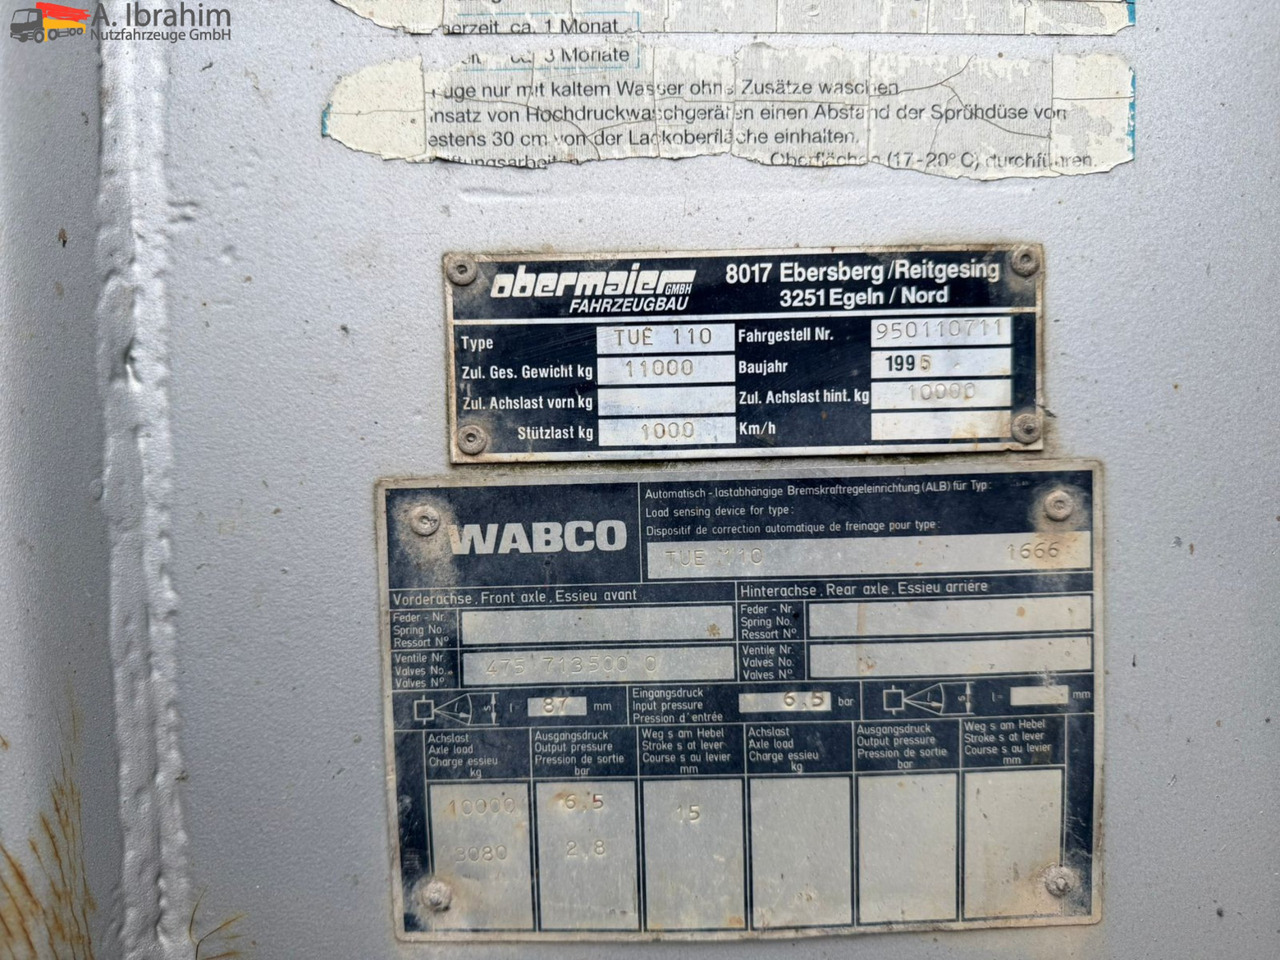 A. Ibrahim
Nutzfahrzeuge GmbH
ca. 1 Monat
3 Monate
nur mit kaltem Wasser ohne Zusätze waschen
von Hochdruckwaschgeräten einen Abstand der Sprühdüse von
30 cm von der Lackoberfläche einhalten.
Oberflächen (17-20° C) durchführen.
obermaier GMBH
FAHRZEUGBAU
8017 Ebersberg/Reitgesing
3251 Egeln / Nord
Type TUE 110 Fahrgestell Nr. 950110711
Zul. Ges. Gewicht kg 11000 Baujahr 1995
Zul. Achslast vorn kg Zul. Achslast hint. kg 10000
Stützlast kg 1000 Km/h
WABCO
Automatisch - lastabhängige Bremskraftregeleinrichtung (ALB) für Typ:
Load sensing device for type:
Dispositif de correction automatique de freinage pour type:
TUE 110 1666
Vorderachse, Front axle, Essieu avant Hinterachse, Rear axle, Essieu arriére
Feder - Nr. Feder - Nr.
Spring No. Spring No.
Ressort N°. Ressort N°.
Ventile Nr. 475 713 500 0 Ventile Nr.
Valves No. Valves No.
Valves N°. Valves N°.
l = 87 mm
Eingangsdruck
Input pressure 6,5 bar
Pression d'entrée
l = mm
Achslast Ausgangsdruck Weg s am Hebel Achslast Ausgangsdruck Weg s am Hebel
Axle load Output pressure Stroke s at lever Axle load Output pressure Stroke s at lever
Charge essieu Pression de sortie Course s au levier Charge essieu Pression de sortie Course s au levier
kg bar mm kg bar mm
10000 6,5 15
3080 2,8